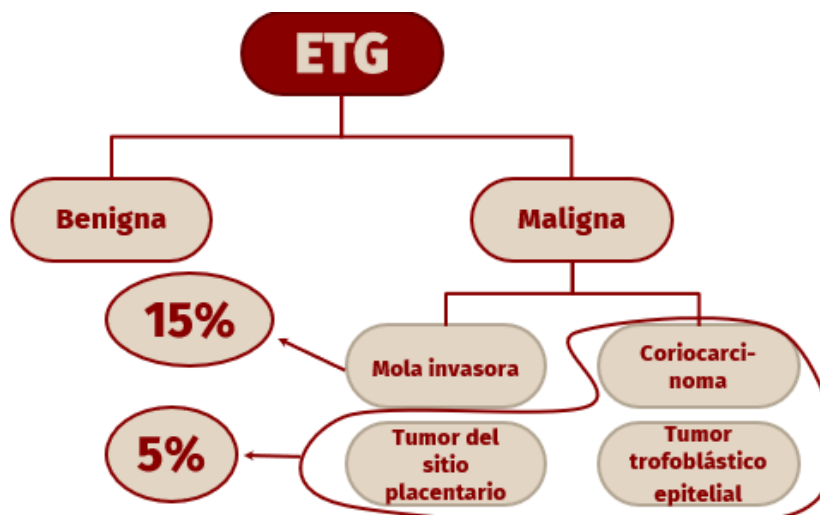 ETG
Benigna
Maligna
15%
Mola invasora
Coriocarci-
noma
5%
Tumor del
sitio
placentario
Tumor
trofoblástico
epitelial